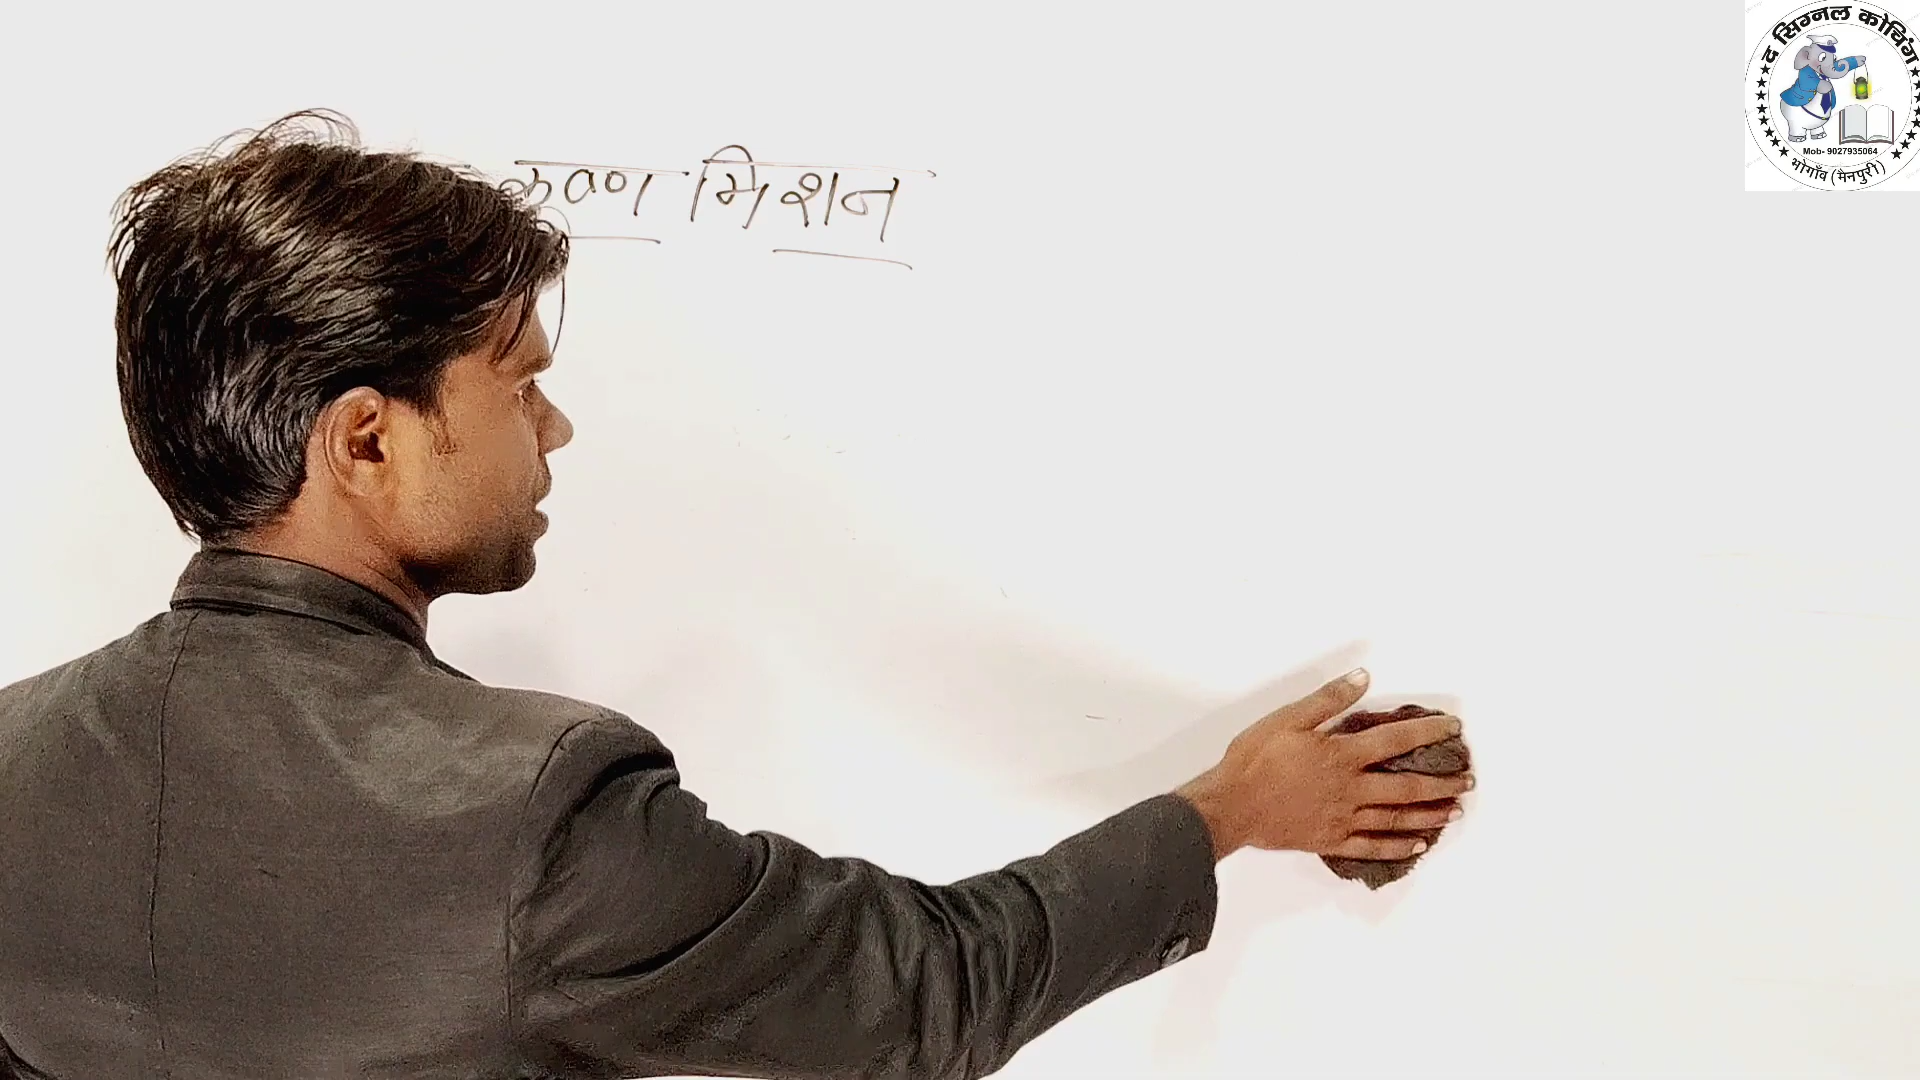 द सिग्नल कोचिंग
Mob- 9027935064
भोगाँव (मैनपुरी)
मिशन